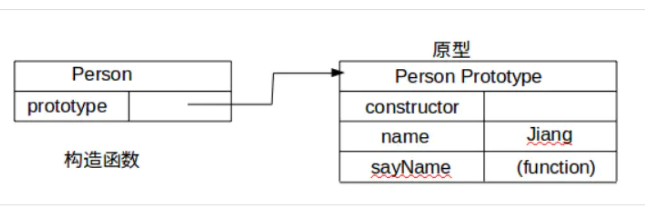 原型
Person
Person Prototype
prototype
constructor
name Jiang
构造函数
sayName (function)